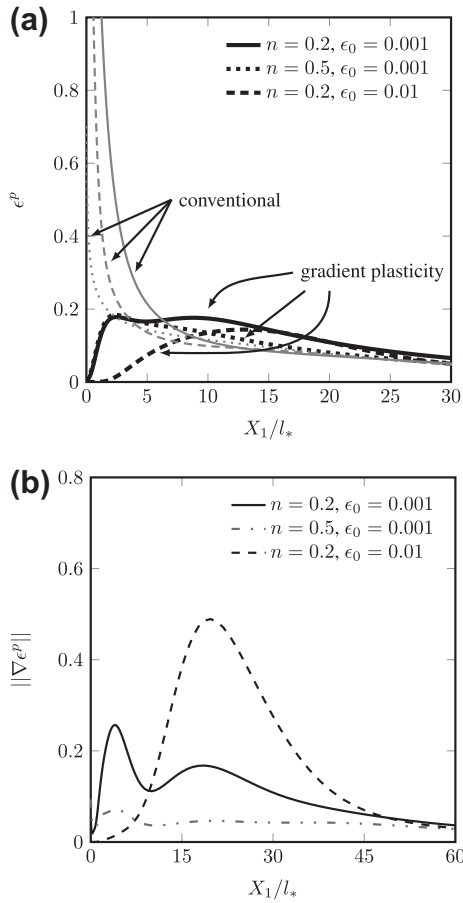 (a)
1
0.8
0.6
0.4
0.2
0
ϵ^p
n = 0.2, ϵ_0 = 0.001
n = 0.5, ϵ_0 = 0.001
n = 0.2, ϵ_0 = 0.01
conventional
gradient plasticity
0 5 10 15 20 25 30
X_1/l_*
(b)
0.8
0.6
0.4
0.2
0
||∇ϵ^p||
n = 0.2, ϵ_0 = 0.001
n = 0.5, ϵ_0 = 0.001
n = 0.2, ϵ_0 = 0.01
0 15 30 45 60
X_1/l_*